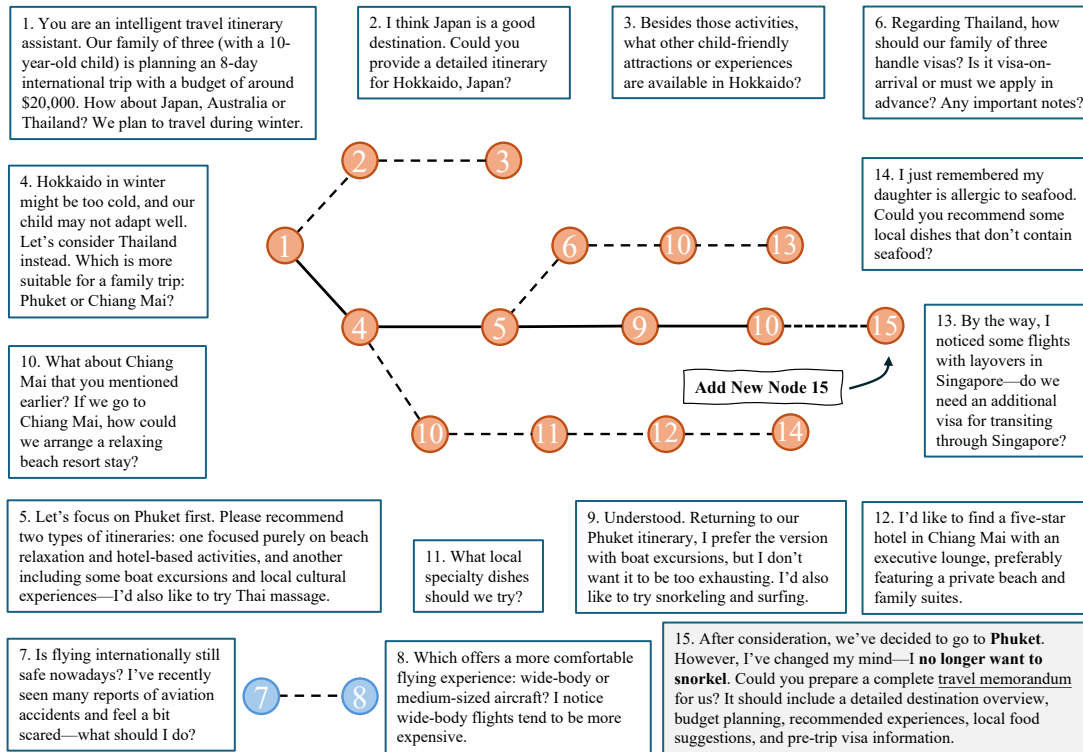 1. You are an intelligent travel itinerary
assistant. Our family of three (with a 10-
year-old child) is planning an 8-day
international trip with a budget of around
$20,000. How about Japan, Australia or
Thailand? We plan to travel during winter.
2. I think Japan is a good
destination. Could you
provide a detailed itinerary
for Hokkaido, Japan?
3. Besides those activities,
what other child-friendly
attractions or experiences
are available in Hokkaido?
6. Regarding Thailand, how
should our family of three
handle visas? Is it visa-on-
arrival or must we apply in
advance? Any important notes?
4. Hokkaido in winter
might be too cold, and our
child may not adapt well.
Let's consider Thailand
instead. Which is more
suitable for a family trip:
Phuket or Chiang Mai?
2
3
1
6
10
13
4
5
9
10
15
Add New Node 15
10
11
12
14
14. I just remembered my
daughter is allergic to seafood.
Could you recommend some
local dishes that don't contain
seafood?
10. What about Chiang
Mai that you mentioned
earlier? If we go to
Chiang Mai, how could
we arrange a relaxing
beach resort stay?
13. By the way, I
noticed some flights
with layovers in
Singapore—do we
need an additional
visa for transiting
through Singapore?
5. Let's focus on Phuket first. Please recommend
two types of itineraries: one focused purely on beach
relaxation and hotel-based activities, and another
including some boat excursions and local cultural
experiences—I'd also like to try Thai massage.
11. What local
specialty dishes
should we try?
9. Understood. Returning to our
Phuket itinerary, I prefer the version
with boat excursions, but I don't
want it to be too exhausting. I'd also
like to try snorkeling and surfing.
12. I'd like to find a five-star
hotel in Chiang Mai with an
executive lounge, preferably
featuring a private beach and
family suites.
7. Is flying internationally still
safe nowadays? I've recently
seen many reports of aviation
accidents and feel a bit
scared—what should I do?
7
8
8. Which offers a more comfortable
flying experience: wide-body or
medium-sized aircraft? I notice
wide-body flights tend to be more
expensive.
15. After consideration, we've decided to go to Phuket.
However, I've changed my mind—I no longer want to
snorkel. Could you prepare a complete travel memorandum
for us? It should include a detailed destination overview,
budget planning, recommended experiences, local food
suggestions, and pre-trip visa information.